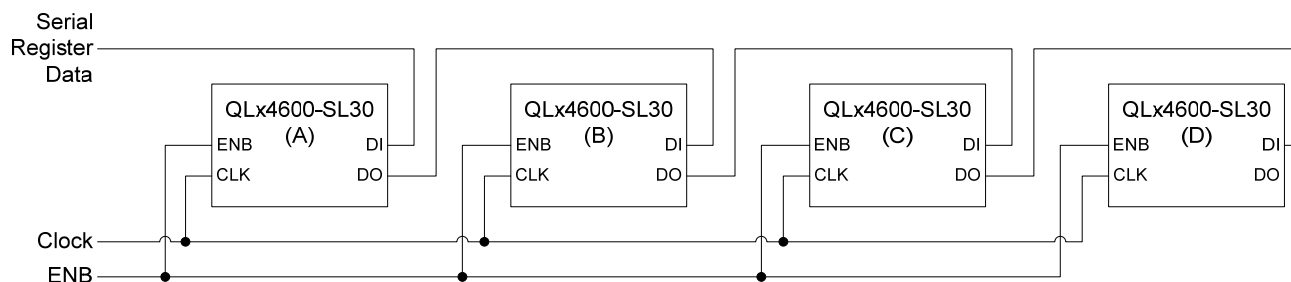 Serial
Register
Data
QLx4600-SL30
(A)
ENB
DI
CLK
DO
QLx4600-SL30
(B)
ENB
DI
CLK
DO
QLx4600-SL30
(C)
ENB
DI
CLK
DO
QLx4600-SL30
(D)
ENB
DI
CLK
DO
Clock
ENB